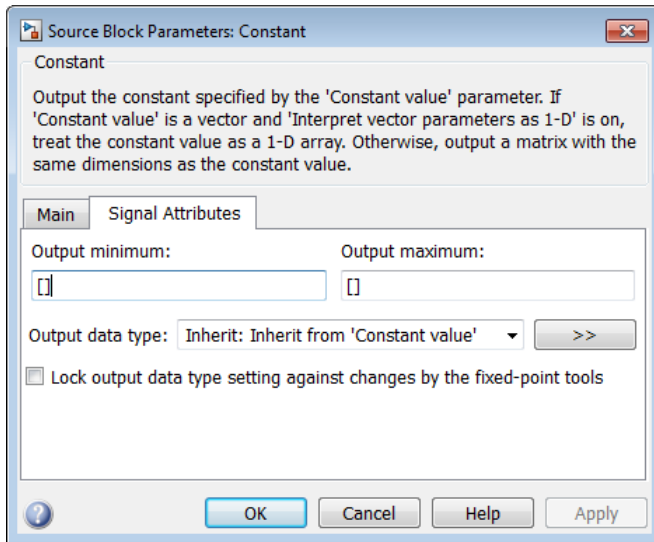 Source Block Parameters: Constant
Constant
Output the constant specified by the 'Constant value' parameter. If
'Constant value' is a vector and 'Interpret vector parameters as 1-D' is on,
treat the constant value as a 1-D array. Otherwise, output a matrix with the
same dimensions as the constant value.
Main Signal Attributes
Output minimum: Output maximum:
[] []
Output data type: Inherit: Inherit from 'Constant value' >>
Lock output data type setting against changes by the fixed-point tools
? OK Cancel Help Apply